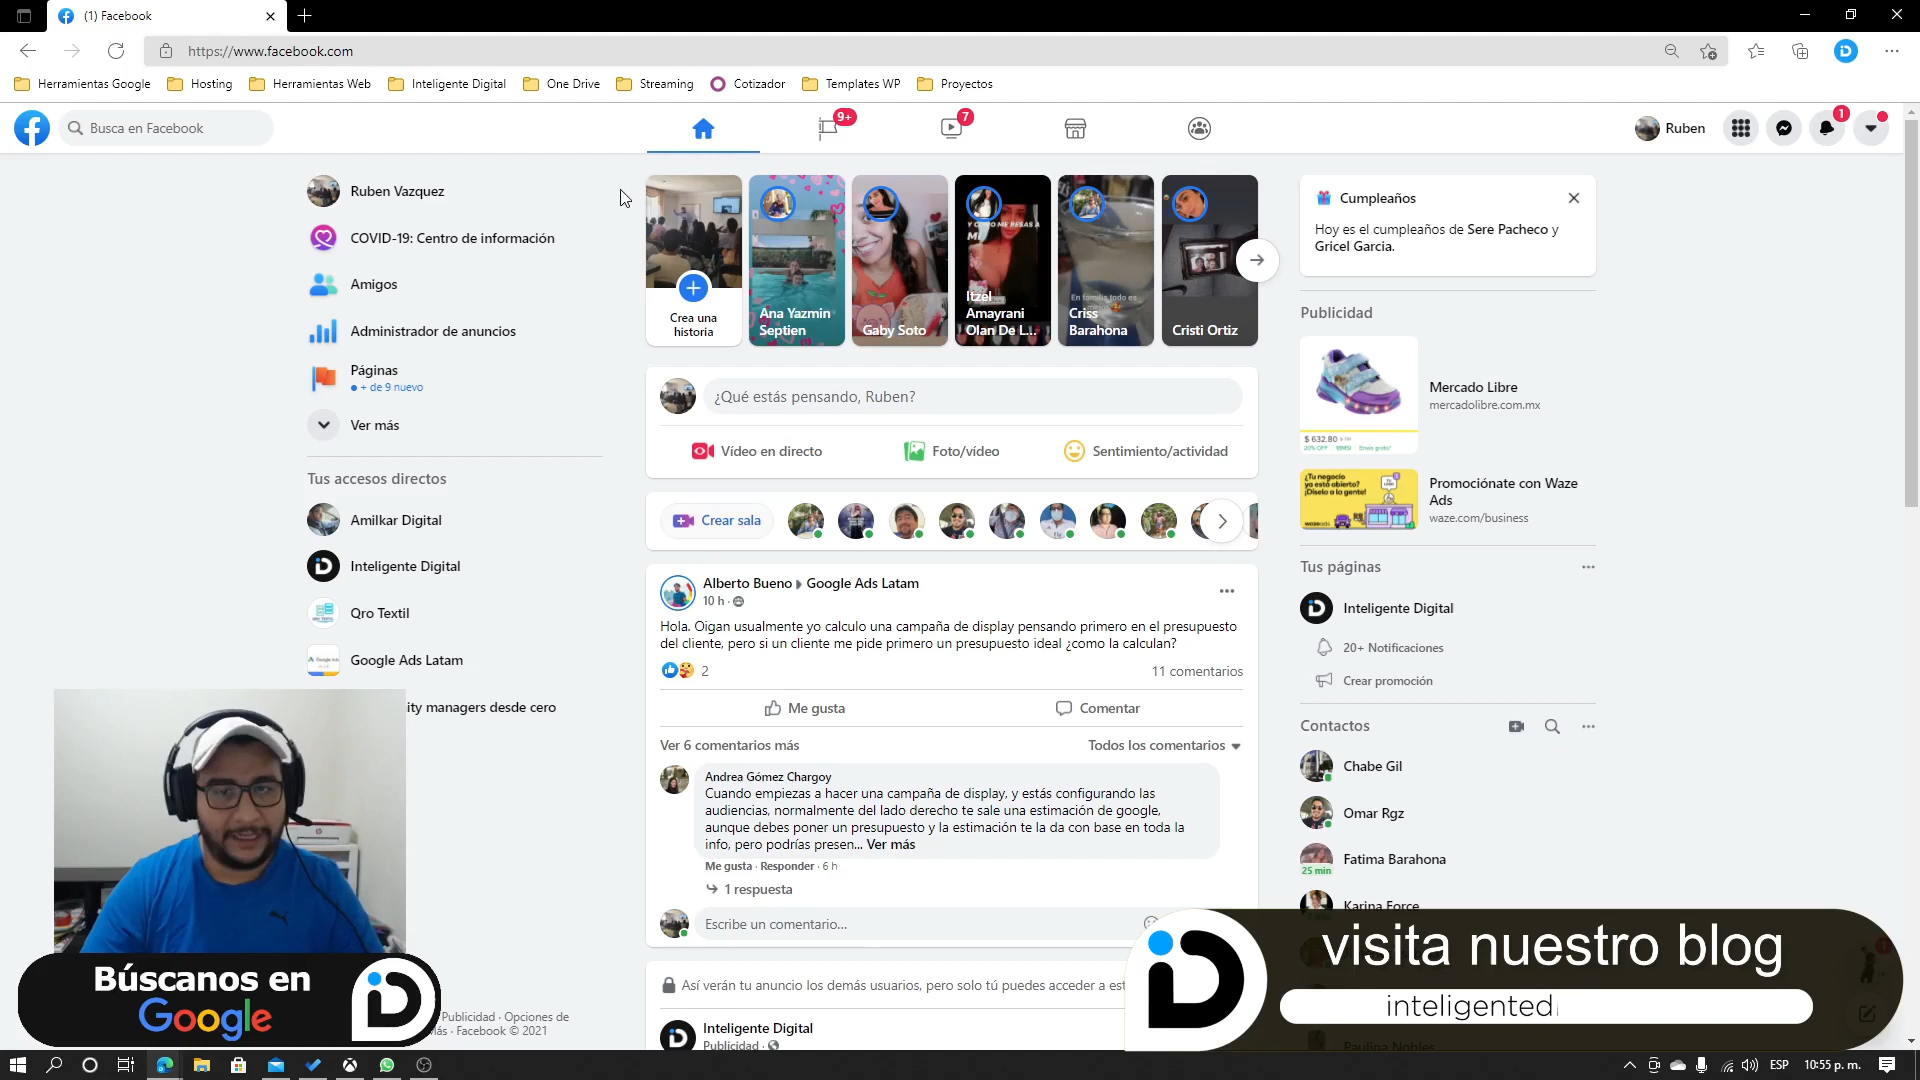 (1) Facebook
https://www.facebook.com
Herramientas Google
Hosting
Herramientas Web
Inteligente Digital
One Drive
Streaming
Cotizador
Templates WP
Proyectos
Busca en Facebook
9+
7
Ruben
1
Ruben Vazquez
COVID-19: Centro de información
Amigos
Administrador de anuncios
Páginas
+ de 9 nuevo
Ver más
Tus accesos directos
Amilkar Digital
Inteligente Digital
Qro Textil
Google Ads Latam
ity managers desde cero
Publicidad · Opciones de
ás · Facebook © 2021
Crea una
historia
Ana Yazmin
Septien
Gaby Soto
Y COMO ME BESAS A
MI
Itzel
Amayrani
Olan De L...
En familia todo es
Criss
Barahona
Cristi Ortiz
¿Qué estás pensando, Ruben?
Vídeo en directo
Foto/vídeo
Sentimiento/actividad
Crear sala
Alberto Bueno
Google Ads Latam
10 h ·
Hola. Oigan usualmente yo calculo una campaña de display pensando primero en el presupuesto
del cliente, pero si un cliente me pide primero un presupuesto ideal ¿como la calculan?
2
11 comentarios
Me gusta
Comentar
Ver 6 comentarios más
Todos los comentarios
Andrea Gómez Chargoy
Cuando empiezas a hacer una campaña de display, y estás configurando las
audiencias, normalmente del lado derecho te sale una estimación de google,
aunque debes poner un presupuesto y la estimación te la da con base en toda la
info, pero podrías presen... Ver más
Me gusta · Responder · 6 h
1 respuesta
Escribe un comentario...
Así verán tu anuncio los demás usuarios, pero solo tú puedes acceder a est
Inteligente Digital
Publicidad ·
Cumpleaños
Hoy es el cumpleaños de Sere Pacheco y
Gricel Garcia.
Publicidad
$ 632.80
20% OFF
Envío gratis*
Mercado Libre
mercadolibre.com.mx
¿Tu negocio
ya está abierto?
¡Díselo a la gente!
waze ads
Promociónate con Waze
Ads
waze.com/business
Tus páginas
Inteligente Digital
20+ Notificaciones
Crear promoción
Contactos
Chabe Gil
Omar Rgz
Fatima Barahona
25 min
Karina Force
Paulina Nobles
Búscanos en
Google
visita nuestro blog
inteligentedi
ESP
10:55 p. m.